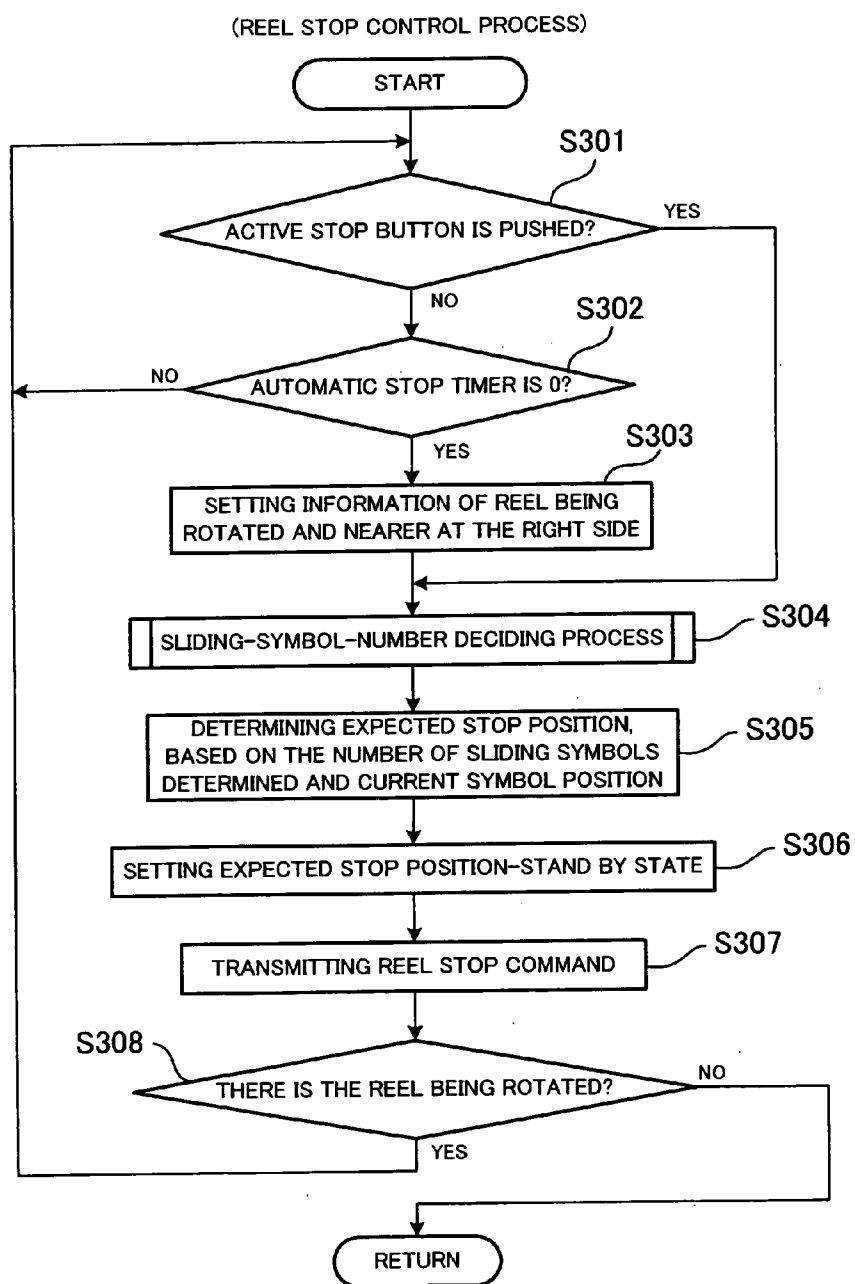 (REEL STOP CONTROL PROCESS)
START
S301
ACTIVE STOP BUTTON IS PUSHED?
YES
NO
S302
AUTOMATIC STOP TIMER IS 0?
NO
YES
S303
SETTING INFORMATION OF REEL BEING
ROTATED AND NEARER AT THE RIGHT SIDE
S304
SLIDING-SYMBOL-NUMBER DECIDING PROCESS
DETERMINING EXPECTED STOP POSITION,
BASED ON THE NUMBER OF SLIDING SYMBOLS
DETERMINED AND CURRENT SYMBOL POSITION
S305
SETTING EXPECTED STOP POSITION-STAND BY STATE
S306
TRANSMITTING REEL STOP COMMAND
S307
S308
THERE IS THE REEL BEING ROTATED?
NO
YES
RETURN